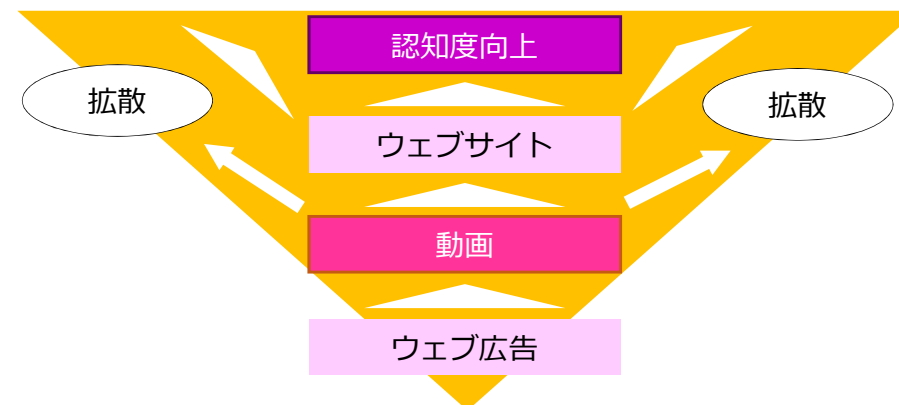 認知度向上
拡散
拡散
ウェブサイト
動画
ウェブ広告